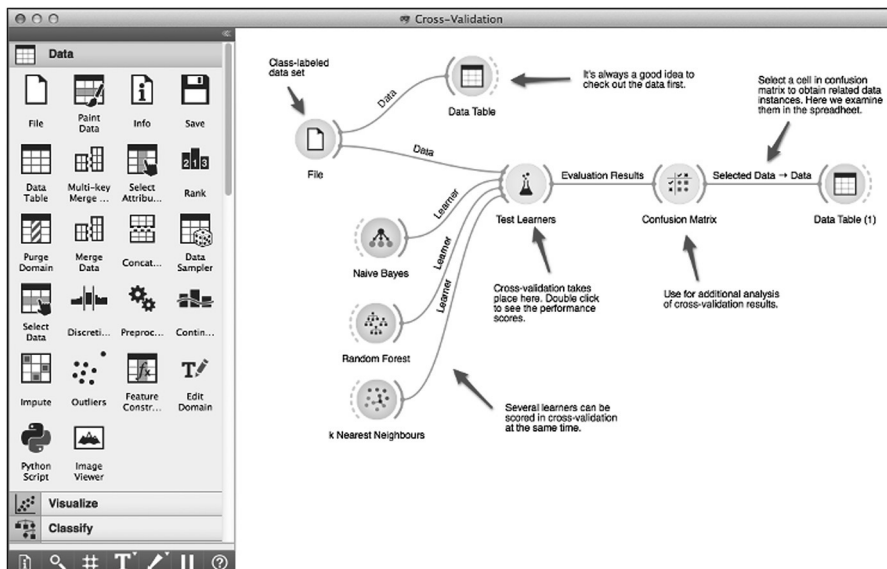 Cross-Validation
Data
File
Paint
Data
Info
Save
Data
Table
Multi-key
Merge ...
Select
Attribu...
Rank
Purge
Domain
Merge
Data
Concat...
Data
Sampler
Select
Data
Discreti...
Preproc...
Contin...
Impute
Outliers
Feature
Constr...
Edit
Domain
Python
Script
Image
Viewer
Visualize
Classify
Class-labeled
data set
File
Data
Data Table
It's always a good idea to
check out the data first.
Data
Learner
Learner
Learner
Naive Bayes
Random Forest
k Nearest Neighbours
Test Learners
Evaluation Results
Confusion Matrix
Selected Data → Data
Data Table (1)
Select a cell in confusion
matrix to obtain related data
instances. Here we examine
them in the spreadheet.
Cross-validation takes
place here. Double click
to see the performance
scores.
Use for additional analysis
of cross-validation results.
Several learners can be
scored in cross-validation
at the same time.